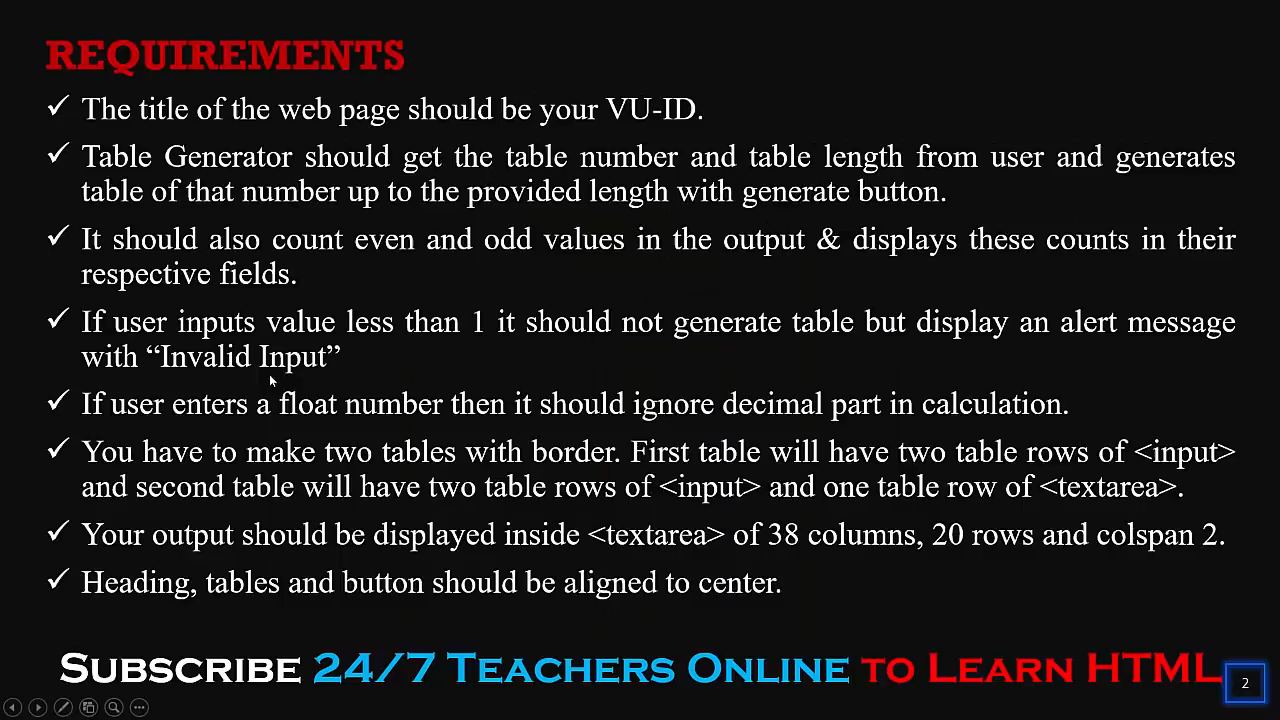 REQUIREMENTS
✓ The title of the web page should be your VU-ID.
✓ Table Generator should get the table number and table length from user and generates
table of that number up to the provided length with generate button.
✓ It should also count even and odd values in the output & displays these counts in their
respective fields.
✓ If user inputs value less than 1 it should not generate table but display an alert message
with “Invalid Input”
✓ If user enters a float number then it should ignore decimal part in calculation.
✓ You have to make two tables with border. First table will have two table rows of <input>
and second table will have two table rows of <input> and one table row of <textarea>.
✓ Your output should be displayed inside <textarea> of 38 columns, 20 rows and colspan 2.
✓ Heading, tables and button should be aligned to center.
SUBSCRIBE 24/7 TEACHERS ONLINE TO LEARN HTML
2